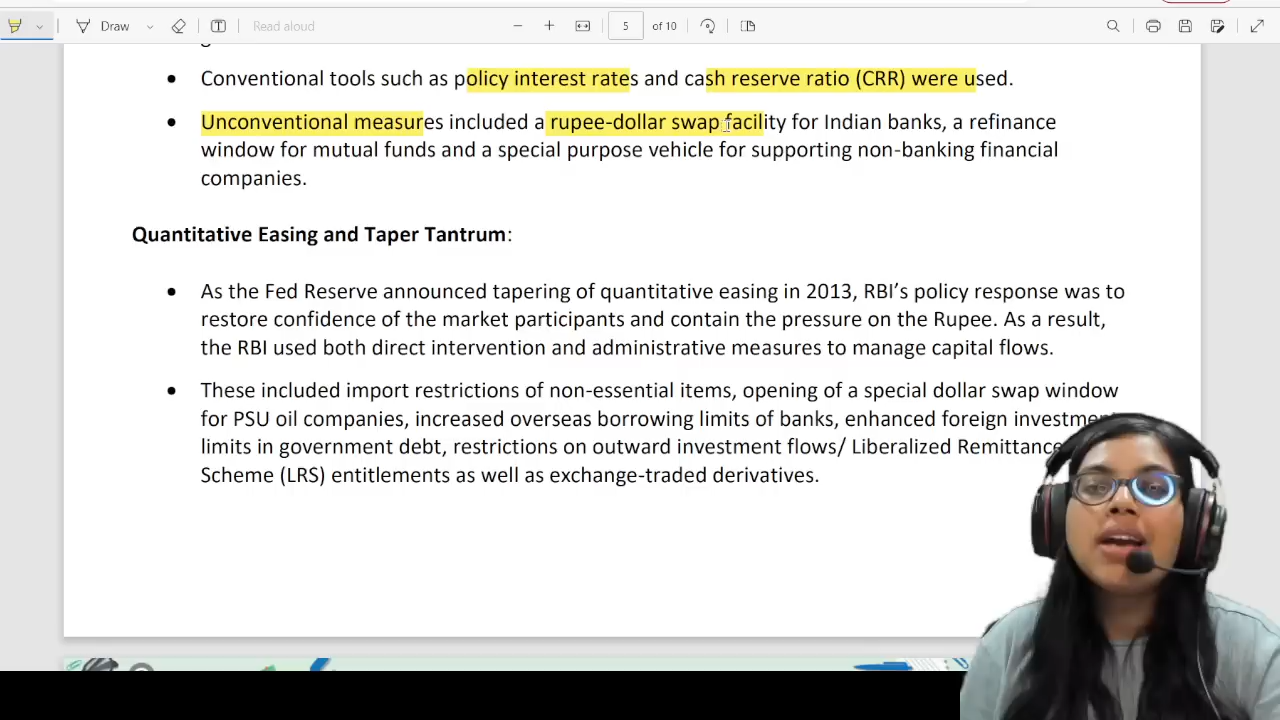 Draw
Read aloud
5
of 10
• Conventional tools such as policy interest rates and cash reserve ratio (CRR) were used.
• Unconventional measures included a rupee-dollar swap facility for Indian banks, a refinance
window for mutual funds and a special purpose vehicle for supporting non-banking financial
companies.
Quantitative Easing and Taper Tantrum:
• As the Fed Reserve announced tapering of quantitative easing in 2013, RBI’s policy response was to
restore confidence of the market participants and contain the pressure on the Rupee. As a result,
the RBI used both direct intervention and administrative measures to manage capital flows.
• These included import restrictions of non-essential items, opening of a special dollar swap window
for PSU oil companies, increased overseas borrowing limits of banks, enhanced foreign investment
limits in government debt, restrictions on outward investment flows/ Liberalized Remittance
Scheme (LRS) entitlements as well as exchange-traded derivatives.